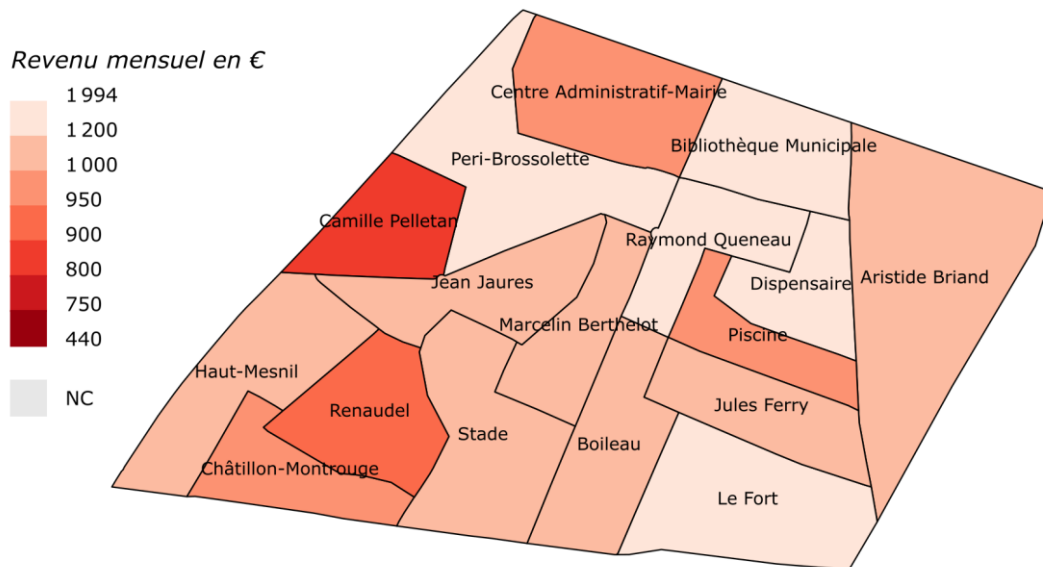 Revenu mensuel en €
1 994
1 200
1 000
950
900
800
750
440
NC
Centre Administratif-Mairie
Bibliothèque Municipale
Peri-Brossolette
Camille Pelletan
Raymond Queneau
Jean Jaures
Dispensaire
Aristide Briand
Marcelin Berthelot
Piscine
Haut-Mesnil
Renaudel
Jules Ferry
Stade
Boileau
Châtillon-Montrouge
Le Fort